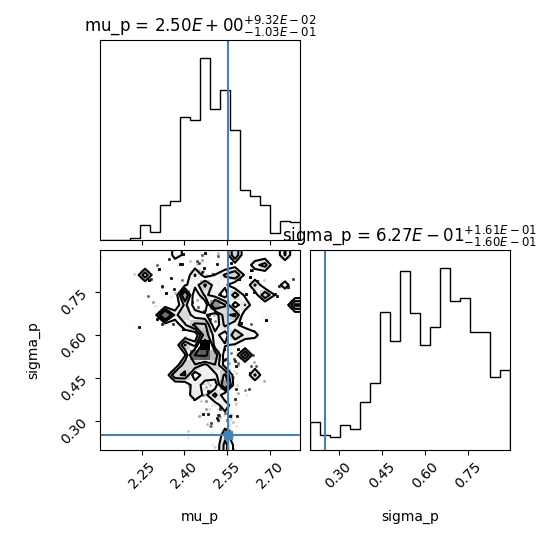 mu_p = 2.50E + 00+9.32E − 02
−1.03E − 01
sigma_p = 6.27E − 01+1.61E − 01
−1.60E − 01
0.75
0.60
0.45
0.30
sigma_p
2.25 2.40 2.55 2.70
mu_p
0.30 0.45 0.60 0.75
sigma_p